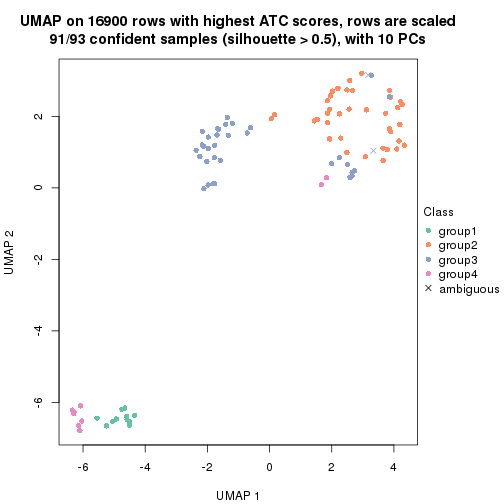 UMAP on 16900 rows with highest ATC scores, rows are scaled
91/93 confident samples (silhouette > 0.5), with 10 PCs
2
0
-2
-4
-6
UMAP 2
-6
-4
-2
0
2
4
UMAP 1
Class
group1
group2
group3
group4
ambiguous